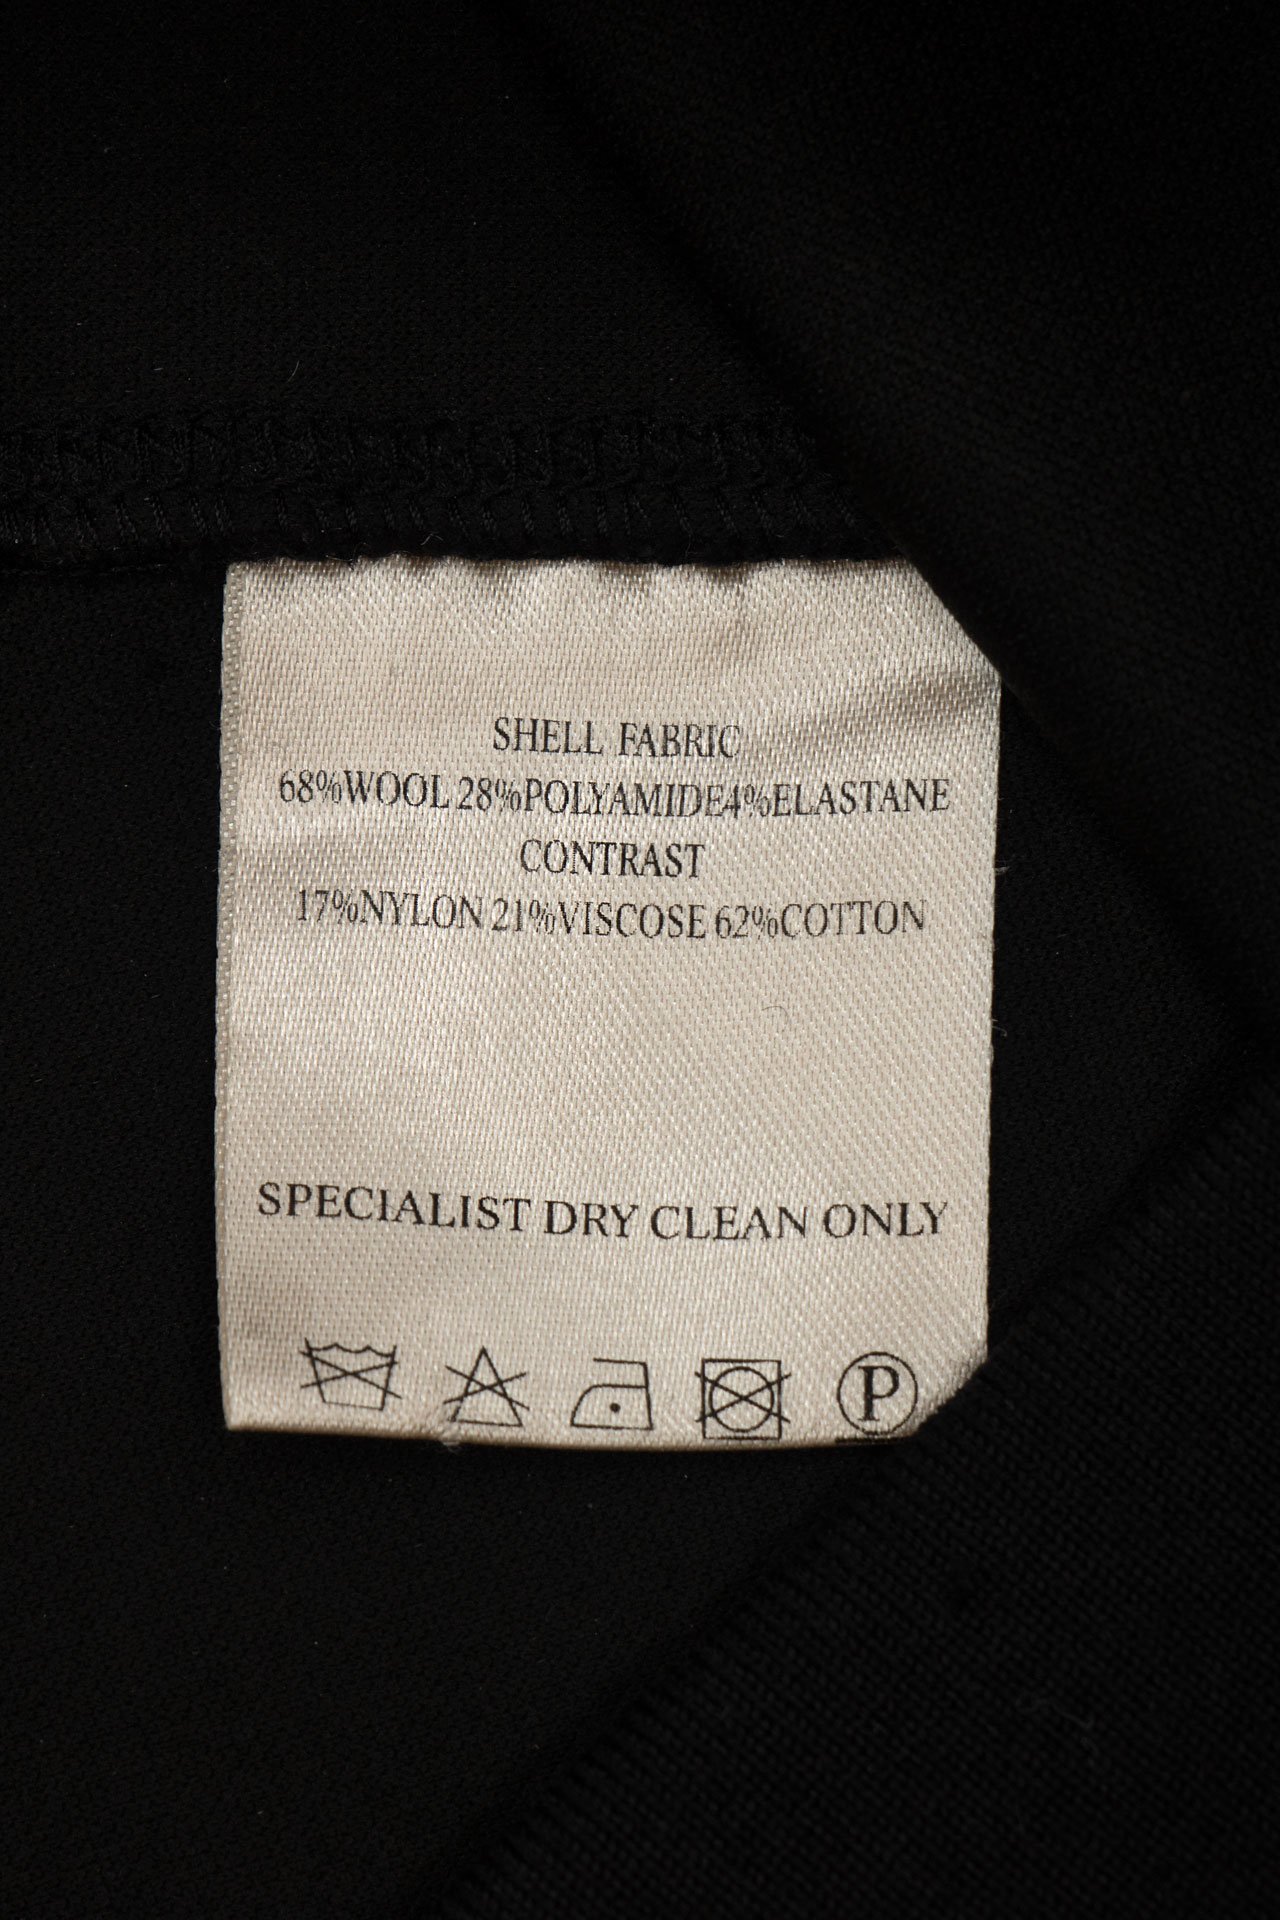 SHELL FABRIC
68%WOOL 28%POLYAMIDE4%ELASTANE
CONTRAST
17%NYLON 21%VISCOSE 62%COTTON
SPECIALIST DRY CLEAN ONLY
P